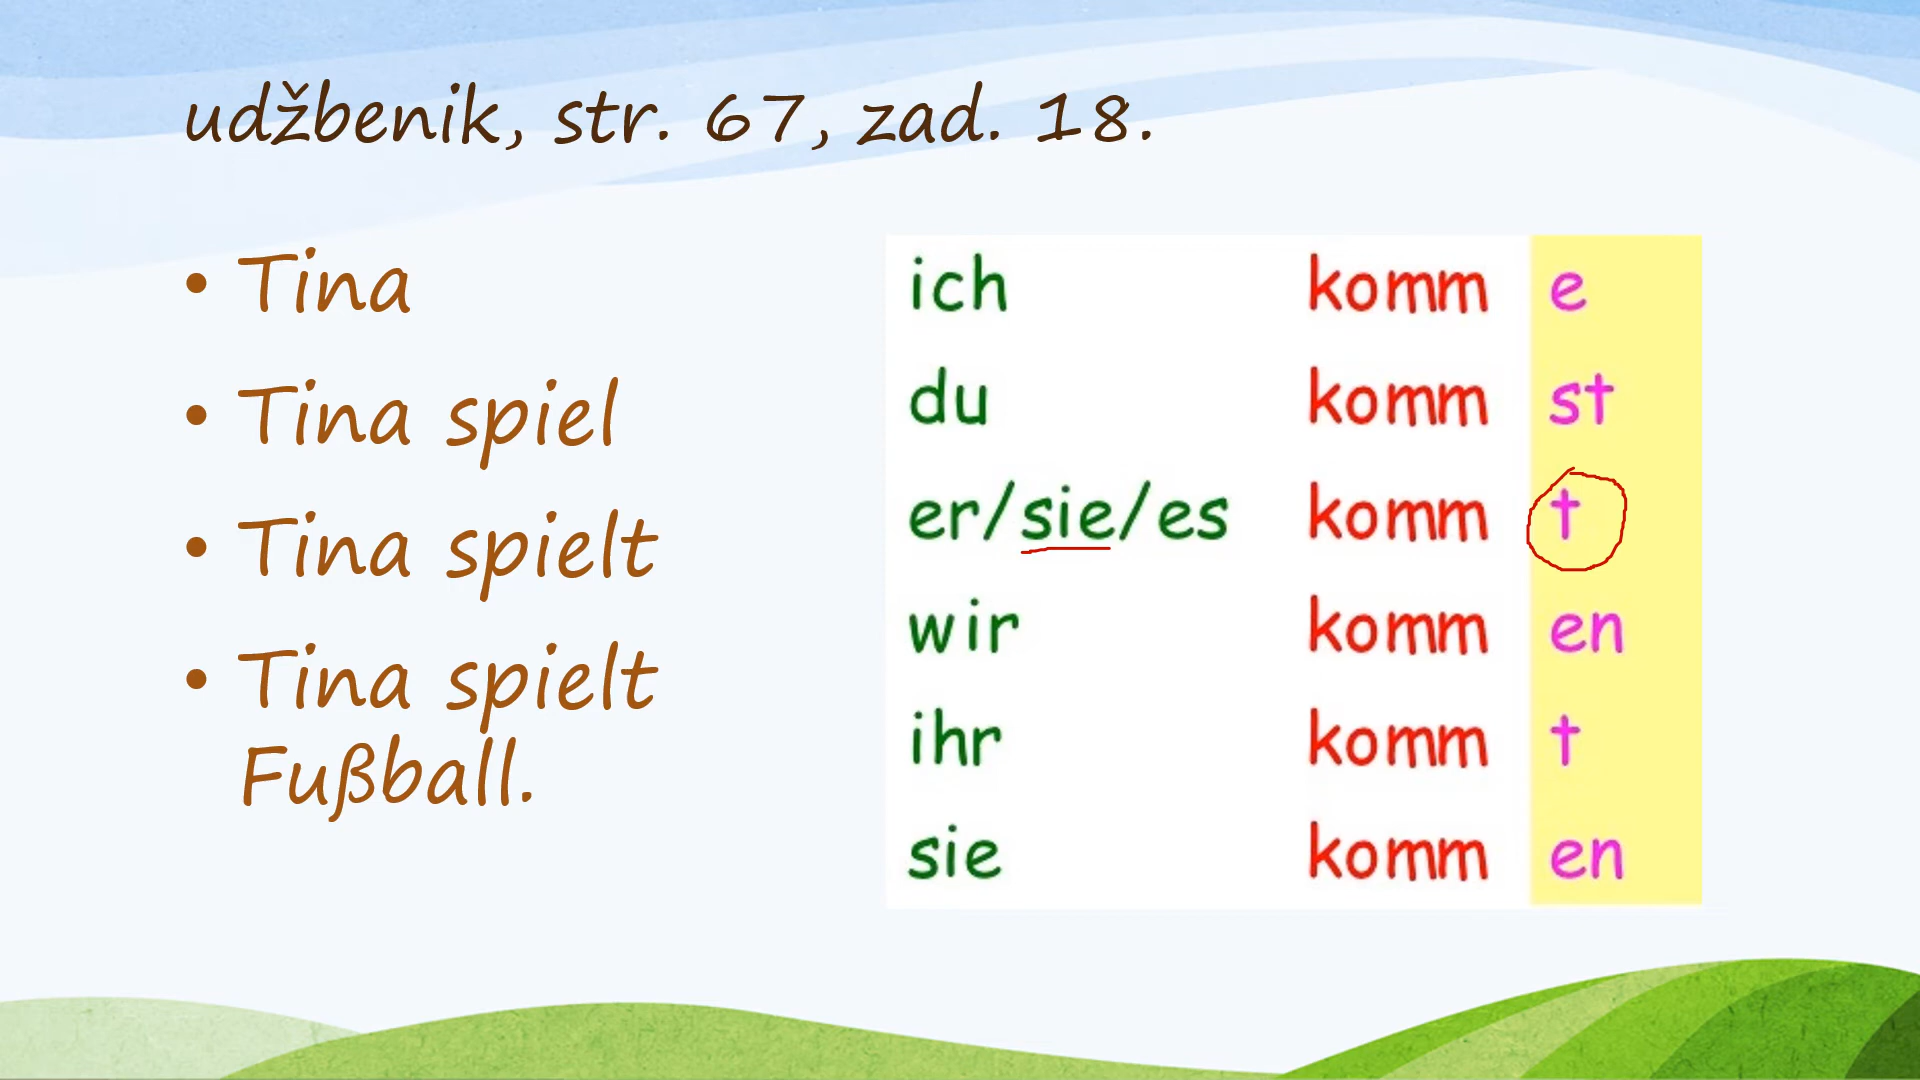 udžbenik, str. 67, zad. 18.
• Tina
• Tina spiel
• Tina spielt
• Tina spielt
Fußball.
ich komm e
du komm st
er/sie/es komm t
wir komm en
ihr komm t
sie komm en